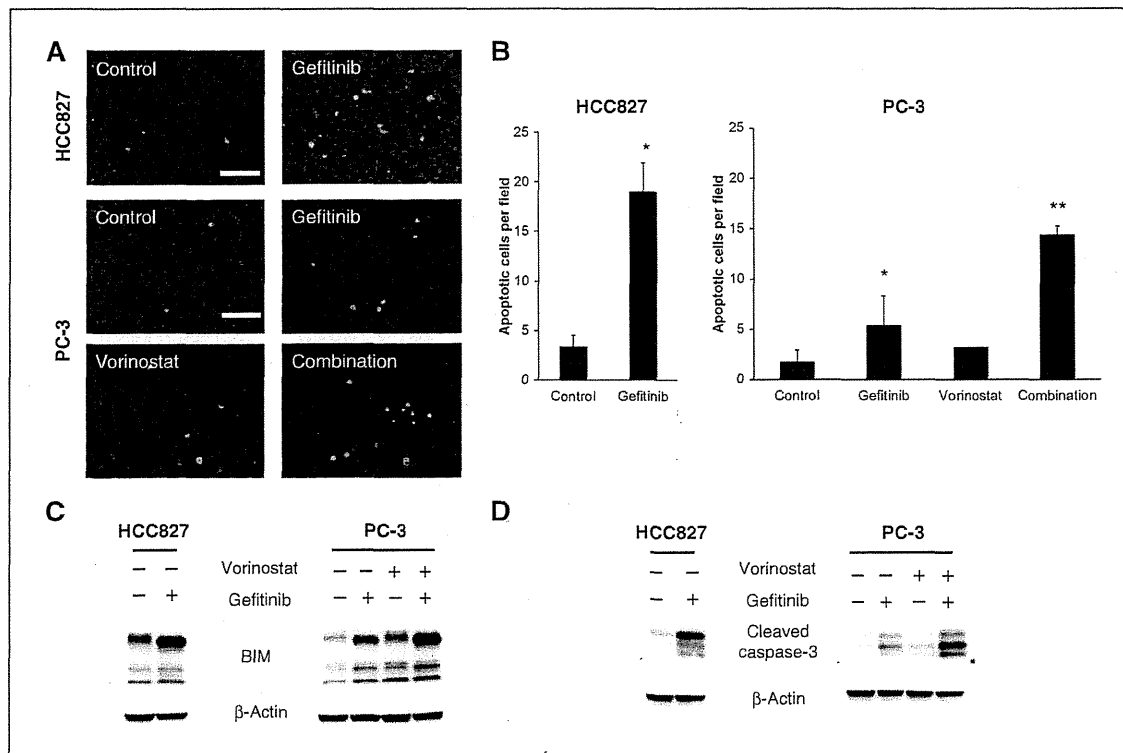 A
HCC827
Control
Gefitinib
PC-3
Control
Gefitinib
Vorinostat
Combination
B
HCC827
Apoptotic cells per field
25
20
15
10
5
0
*
Control
Gefitinib
PC-3
Apoptotic cells per field
25
20
15
10
5
0
*
**
Control
Gefitinib
Vorinostat
Combination
C
HCC827
PC-3
– – Vorinostat – – + +
– + Gefitinib – + – +
BIM
β-Actin
D
HCC827
PC-3
– – Vorinostat – – + +
– + Gefitinib – + – +
Cleaved
caspase-3
β-Actin